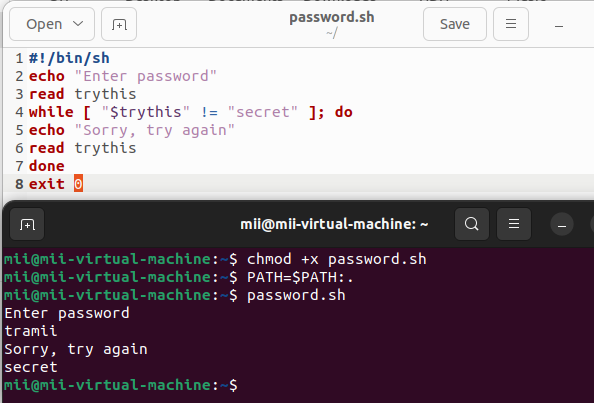 Open
password.sh
~/
Save
1 #!/bin/sh
2 echo "Enter password"
3 read trythis
4 while [ "$trythis" != "secret" ]; do
5 echo "Sorry, try again"
6 read trythis
7 done
8 exit 0
mii@mii-virtual-machine: ~
mii@mii-virtual-machine:~$ chmod +x password.sh
mii@mii-virtual-machine:~$ PATH=$PATH:.
mii@mii-virtual-machine:~$ password.sh
Enter password
tramii
Sorry, try again
secret
mii@mii-virtual-machine:~$